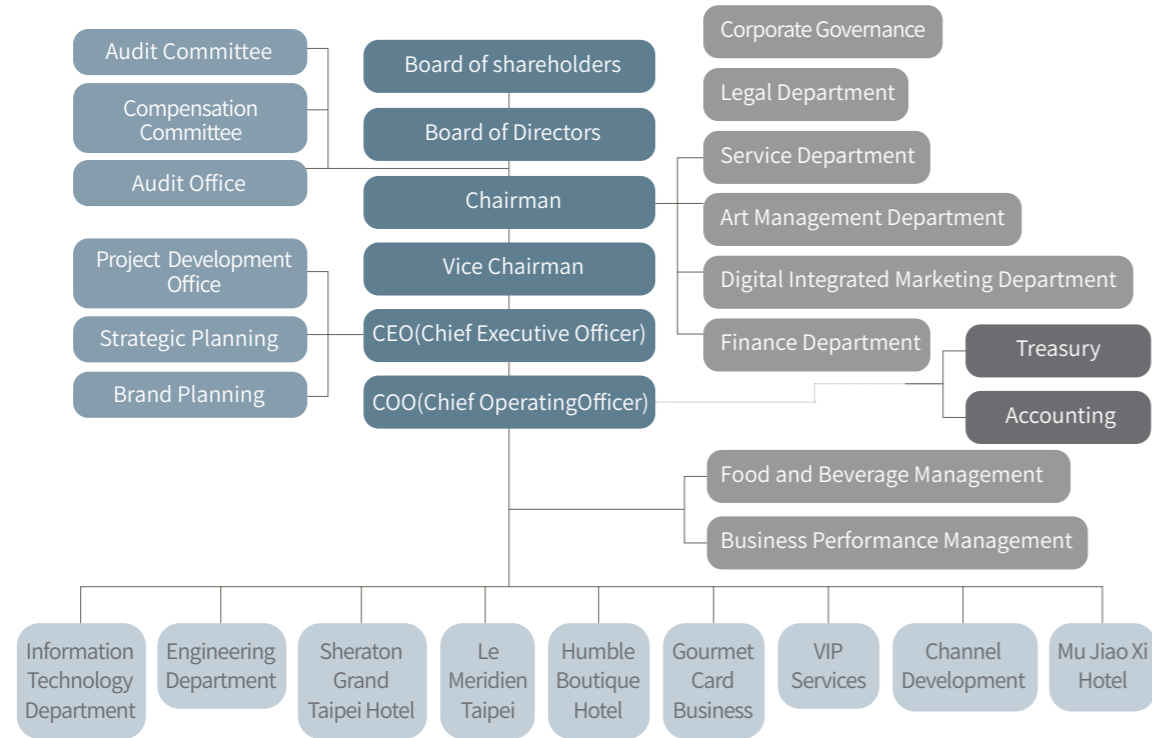 Audit Committee
Compensation
Committee
Audit Office
Project Development
Office
Strategic Planning
Brand Planning
Board of shareholders
Board of Directors
Chairman
Vice Chairman
CEO(Chief Executive Officer)
COO(Chief OperatingOfficer)
Corporate Governance
Legal Department
Service Department
Art Management Department
Digital Integrated Marketing Department
Finance Department
Treasury
Accounting
Food and Beverage Management
Business Performance Management
Information
Technology
Department
Engineering
Department
Sheraton
Grand
Taipei Hotel
Le
Meridien
Taipei
Humble
Boutique
Hotel
Gourmet
Card
Business
VIP
Services
Channel
Development
Mu Jiao Xi
Hotel